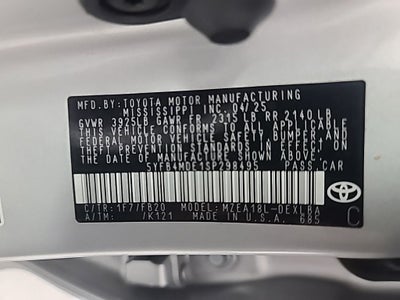 MFD.BY: TOYOTA MOTOR MANUFACTURING
MISSISSIPPI INC. 04/25
GVWR 3925LB GAWR FR 2315 LB RR 2140LB
THIS VEHICLE CONFORMS TO ALL APPLICABLE
FEDERAL MOTOR VEHICLE SAFETY, BUMPER, AND
THEFT PREVENTION STANDARDS IN EFFECT ON
THE DATE OF MANUFACTURE SHOWN ABOVE.
5YFB4MDE1SP298495 PASS.CAR
C/TR:1F7/FB20 MODEL:MZEA18L-DEXLBA
A/TM: /K121 MADE IN U.S.A. 685
TOYOTA
C